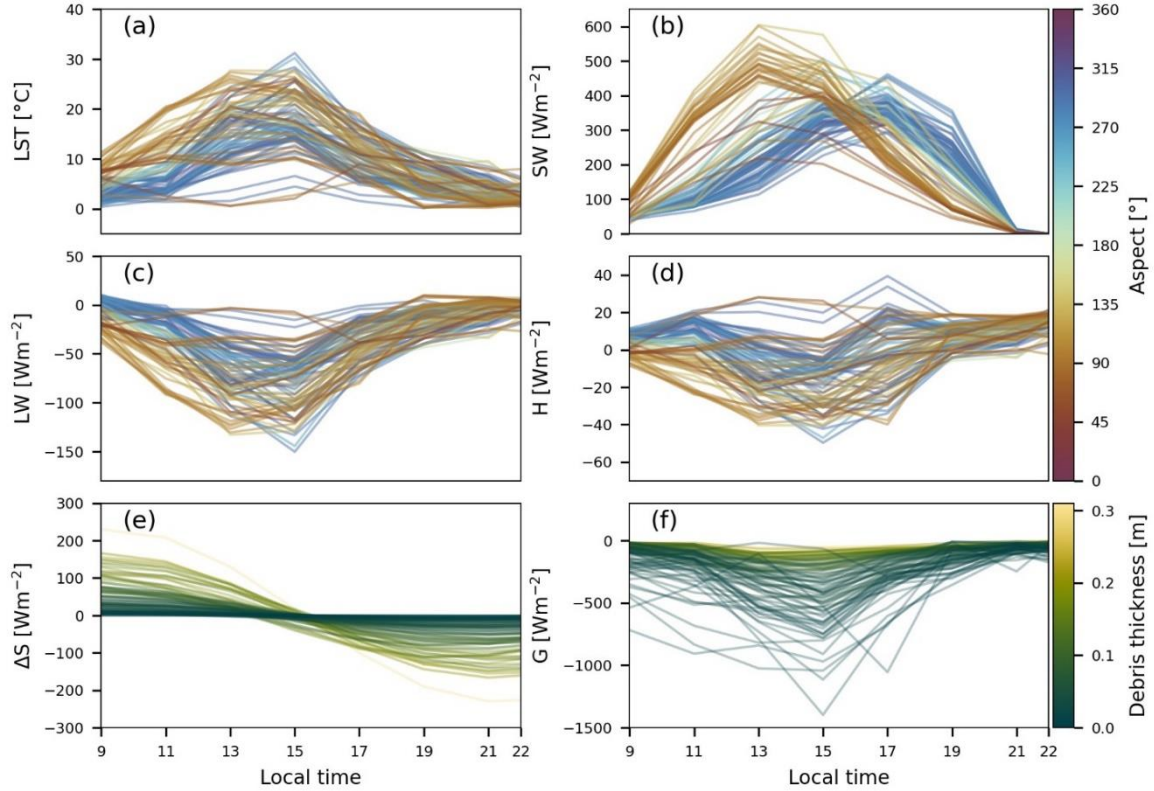 (a)
LST [°C]
40
30
20
10
0
(b)
SW [Wm⁻²]
600
500
400
300
200
100
0
360
315
270
225
180
135
90
45
0
Aspect [°]
(c)
LW [Wm⁻²]
50
0
−50
−100
−150
(d)
H [Wm⁻²]
40
20
0
−20
−40
−60
(e)
ΔS [Wm⁻²]
300
200
100
0
−100
−200
−300
9 11 13 15 17 19 21 22
Local time
(f)
G [Wm⁻²]
0
−500
−1000
−1500
9 11 13 15 17 19 21 22
Local time
0.3
0.2
0.1
0.0
Debris thickness [m]